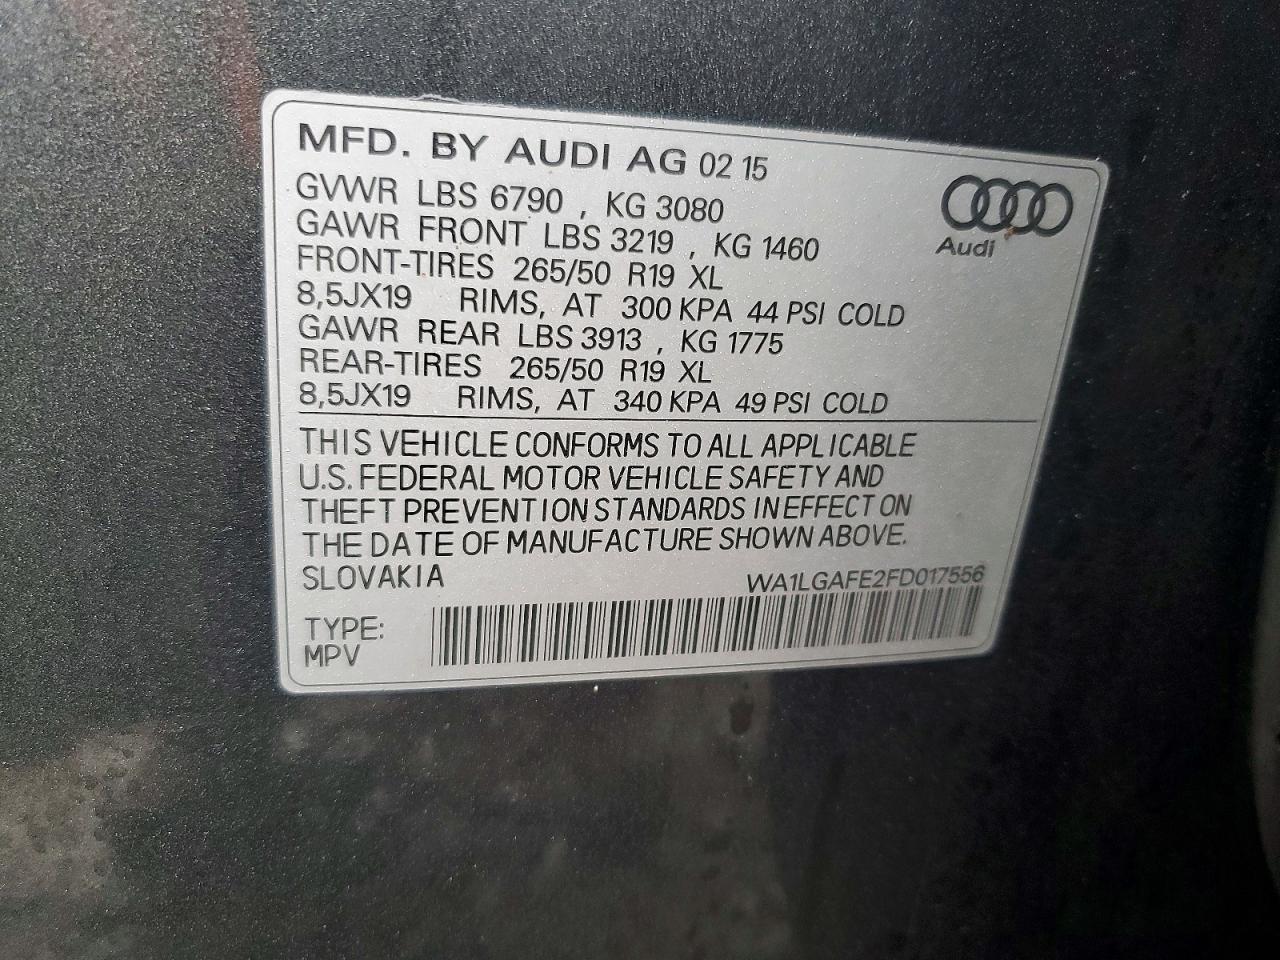 MFD. BY AUDI AG 02 15
GVWR LBS 6790 , KG 3080
GAWR FRONT LBS 3219 , KG 1460
Audi
FRONT-TIRES 265/50 R19 XL
8,5JX19 RIMS, AT 300 KPA 44 PSI COLD
GAWR REAR LBS 3913 , KG 1775
REAR-TIRES 265/50 R19 XL
8,5JX19 RIMS, AT 340 KPA 49 PSI COLD
THIS VEHICLE CONFORMS TO ALL APPLICABLE
U.S. FEDERAL MOTOR VEHICLE SAFETY AND
THEFT PREVENTION STANDARDS IN EFFECT ON
THE DATE OF MANUFACTURE SHOWN ABOVE.
SLOVAKIA WA1LGAFE2FD017556
TYPE:
MPV